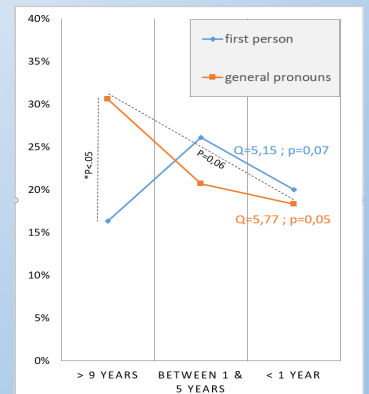 40%
35%
30%
25%
20%
15%
10%
5%
0%
first person
general pronouns
*P<.05
P=0,06
Q=5,15 ; p=0,07
Q=5,77 ; p=0,05
> 9 YEARS
BETWEEN 1 &
5 YEARS
< 1 YEAR